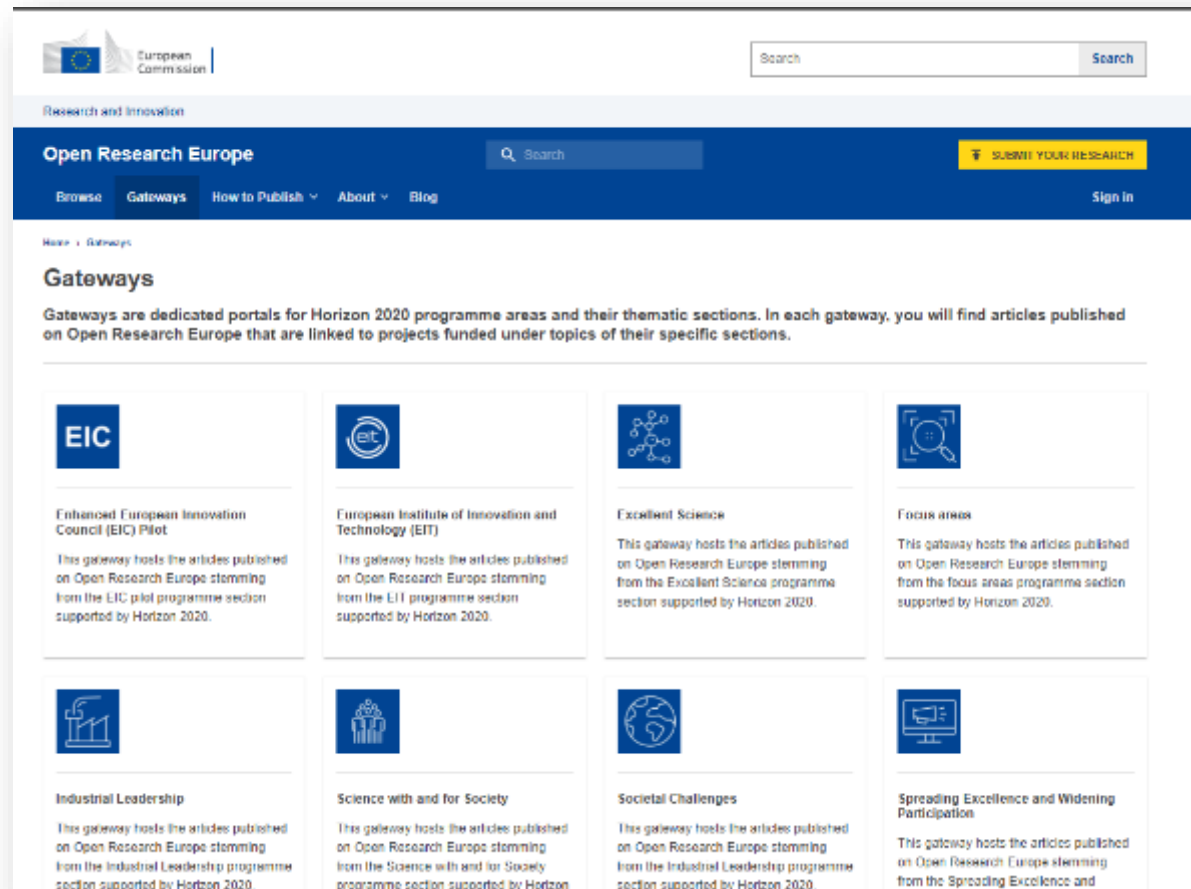 European
Commission
Search
Search
Research and Innovation
Open Research Europe
Search
SUBMIT YOUR RESEARCH
Browse Gateways How to Publish About Blog
Sign in
Home Gateways
Gateways
Gateways are dedicated portals for Horizon 2020 programme areas and their thematic sections. In each gateway, you will find articles published
on Open Research Europe that are linked to projects funded under topics of their specific sections.
EIC
Enhanced European Innovation
Council (EIC) Pilot
This gateway hosts the articles published
on Open Research Europe stemming
from the EIC pilot programme section
supported by Horizon 2020.
eit
European Institute of Innovation and
Technology (EIT)
This gateway hosts the articles published
on Open Research Europe stemming
from the EIT programme section
supported by Horizon 2020.
Excellent Science
This gateway hosts the articles published
on Open Research Europe stemming
from the Excellent Science programme
section supported by Horizon 2020.
Focus areas
This gateway hosts the articles published
on Open Research Europe stemming
from the focus areas programme section
supported by Horizon 2020.
Industrial Leadership
This gateway hosts the articles published
on Open Research Europe stemming
from the Industrial Leadership programme
section supported by Horizon 2020.
Science with and for Society
This gateway hosts the articles published
on Open Research Europe stemming
from the Science with and for Society
programme section supported by Horizon
Societal Challenges
This gateway hosts the articles published
on Open Research Europe stemming
from the Industrial Leadership programme
section supported by Horizon 2020.
Spreading Excellence and Widening
Participation
This gateway hosts the articles published
on Open Research Europe stemming
from the Spreading Excellence and